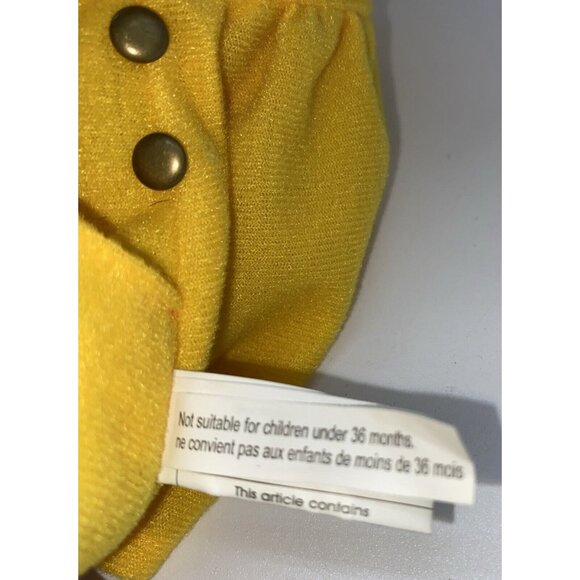 Not suitable for children under 36 months.
ne convient pas aux enfants de moins de 36 mois
This article contains